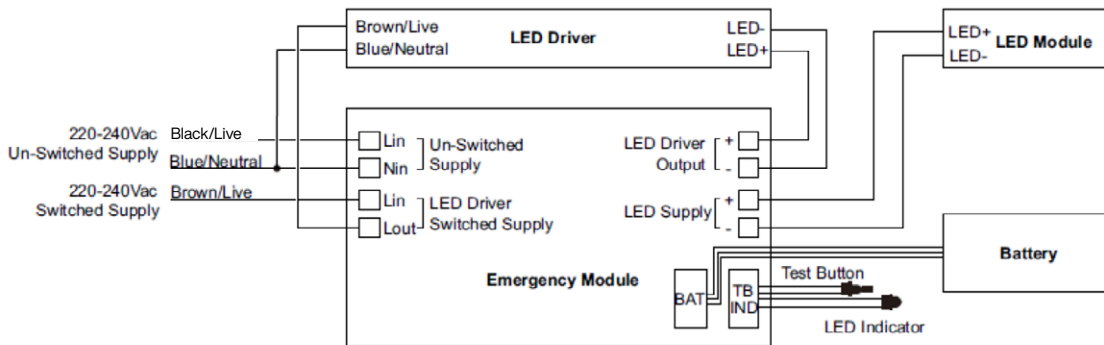 Brown/Live
Blue/Neutral
LED Driver
LED-
LED+
LED+
LED-
LED Module
220-240Vac
Un-Switched Supply
Black/Live
Blue/Neutral
220-240Vac
Switched Supply
Brown/Live
Lin
Nin
Un-Switched
Supply
Lin
Lout
LED Driver
Switched Supply
LED Driver
Output
+
-
LED Supply
+
-
Emergency Module
BAT
TB
IND
Test Button
LED Indicator
Battery